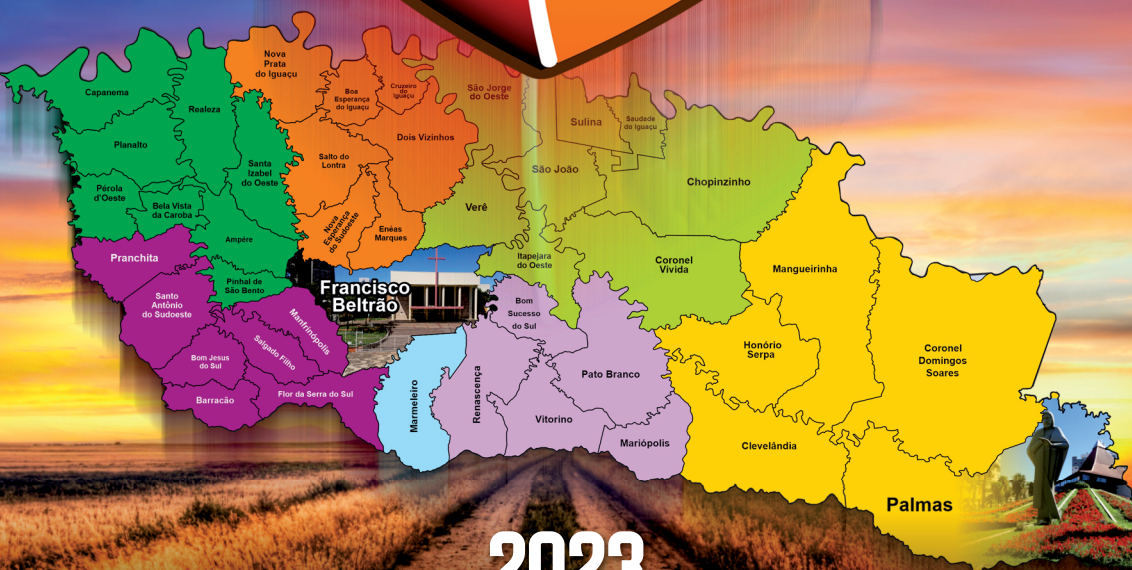 Nova
Prata
do Iguaçu
Capanema
Realeza
Boa
Esperança
do Iguaçu
Cruzeiro
do
Iguaçu
São Jorge
do Oeste
Sulina
Saudade
do Iguaçu
Planalto
Dois Vizinhos
Salto do
Lontra
Santa
Izabel
do Oeste
São João
Chopinzinho
Pérola
d'Oeste
Bela Vista
da Caroba
Verê
Nova
Esperança
do Sudoeste
Enéas
Marques
Ampére
Pranchita
Itapejara
do Oeste
Coronel
Vivida
Mangueirinha
Pinhal de
São Bento
Francisco
Beltrão
Santo
Antônio
do Sudoeste
Manfrinópolis
Bom
Sucesso
do Sul
Salgado Filho
Honório
Serpa
Coronel
Domingos
Soares
Bom Jesus
do Sul
Pato Branco
Barracão
Flor da Serra do Sul
Marmeleiro
Renascença
Vitorino
Mariópolis
Clevelândia
Palmas
2023